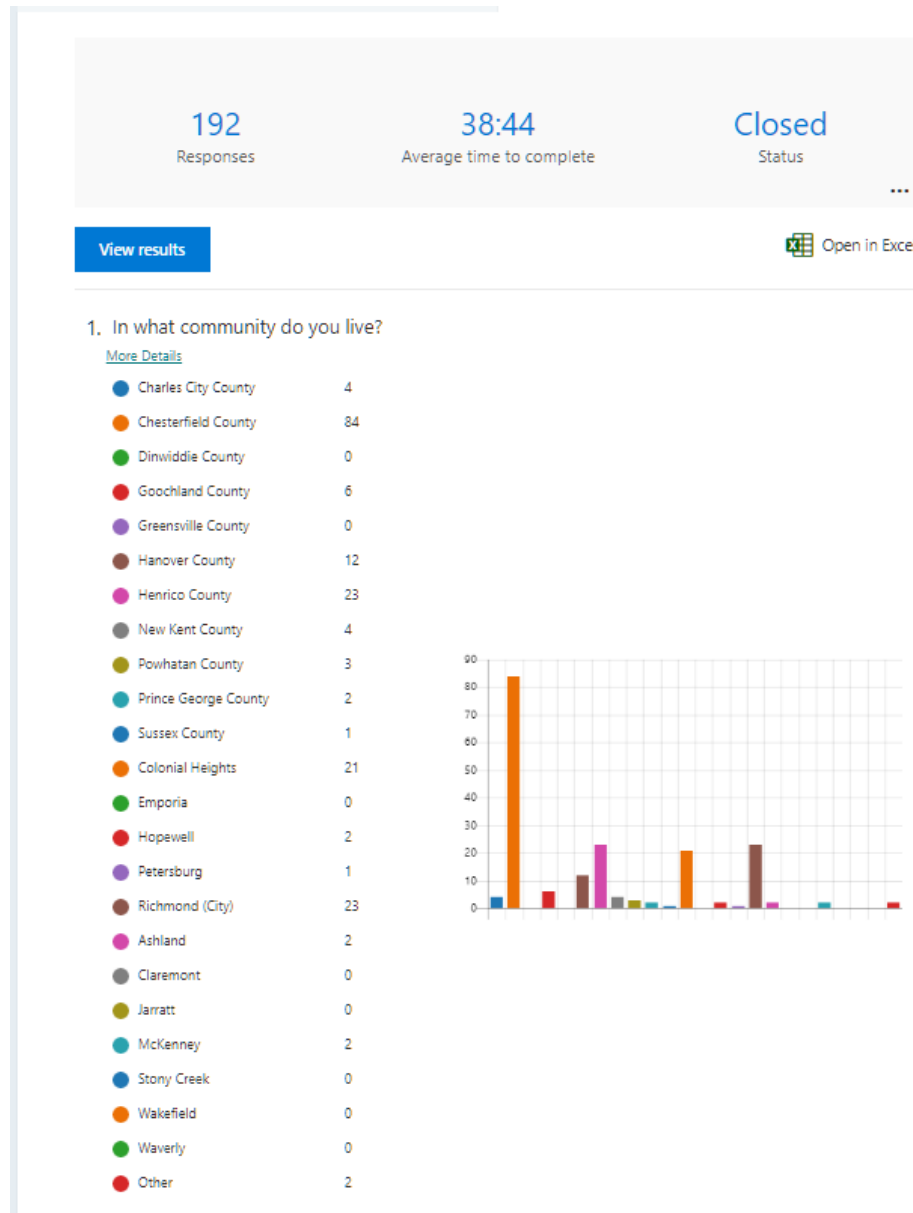 192
Responses
38:44
Average time to complete
Closed
Status
...
View results
Open in Exce
1. In what community do you live?
More Details
Charles City County 4
Chesterfield County 84
Dinwiddie County 0
Goochland County 6
Greensville County 0
Hanover County 12
Henrico County 23
New Kent County 4
Powhatan County 3
Prince George County 2
Sussex County 1
Colonial Heights 21
Emporia 0
Hopewell 2
Petersburg 1
Richmond (City) 23
Ashland 2
Claremont 0
Jarratt 0
McKenney 2
Stony Creek 0
Wakefield 0
Waverly 0
Other 2
90
80
70
60
50
40
30
20
10
0